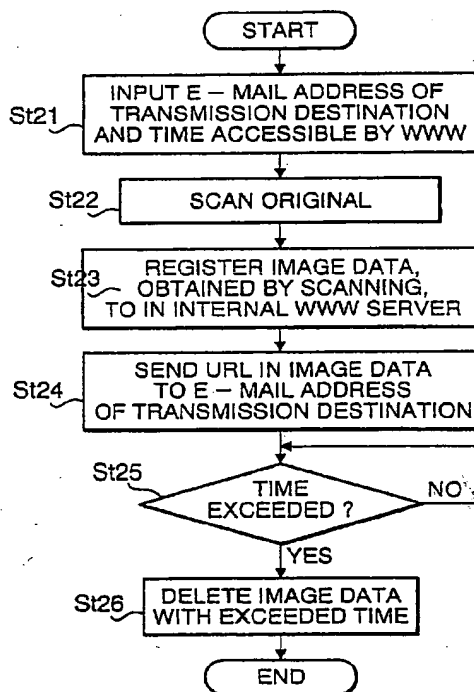 START
St21
INPUT E – MAIL ADDRESS OF
TRANSMISSION DESTINATION
AND TIME ACCESSIBLE BY WWW
St22
SCAN ORIGINAL
St23
REGISTER IMAGE DATA,
OBTAINED BY SCANNING,
TO IN INTERNAL WWW SERVER
St24
SEND URL IN IMAGE DATA
TO E – MAIL ADDRESS
OF TRANSMISSION DESTINATION
St25
TIME
EXCEEDED ?
NO
YES
St26
DELETE IMAGE DATA
WITH EXCEEDED TIME
END